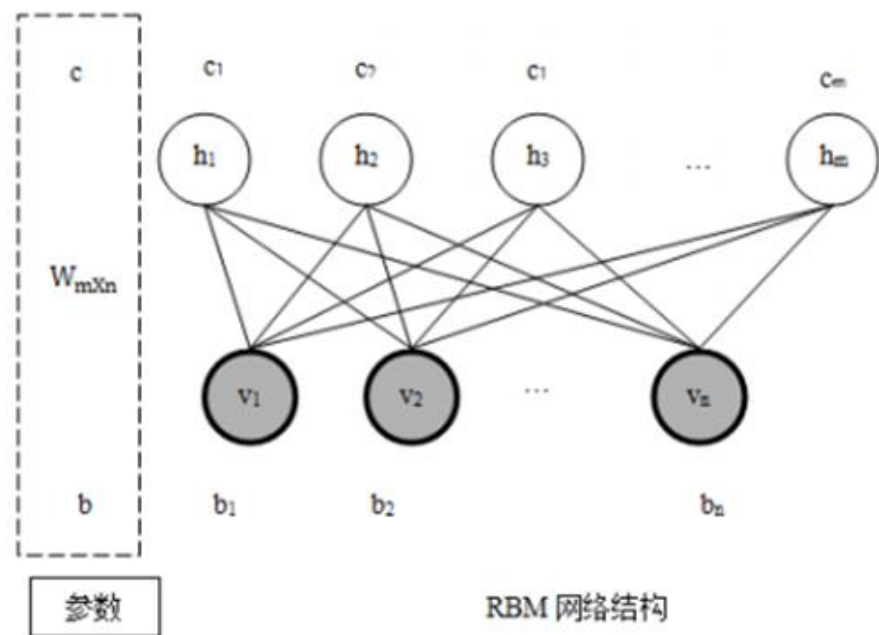 c c₁ c₂ c₁ cₘ
h₁ h₂ h₃ … hₘ
WmXn
v₁ v₂ … vₙ
b b₁ b₂ bₙ
参数 RBM 网络结构